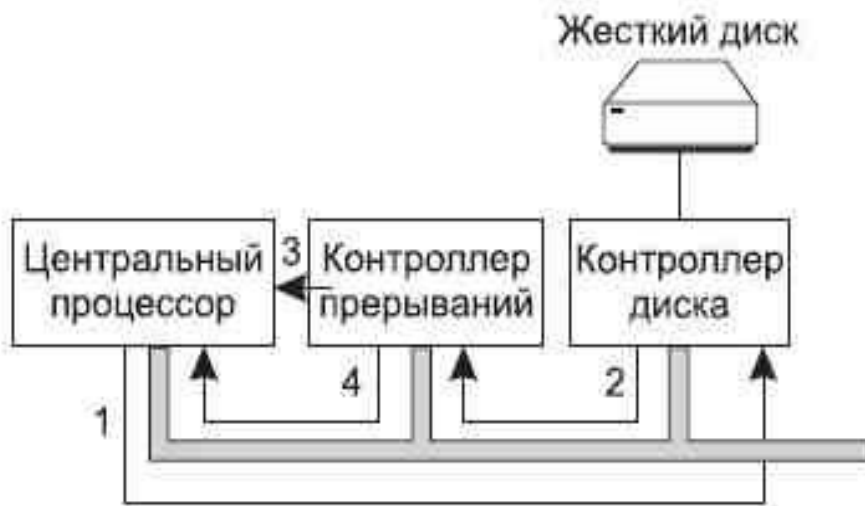 Жесткий диск
Центральный
процессор
3
Контроллер
прерываний
Контроллер
диска
1
4
2